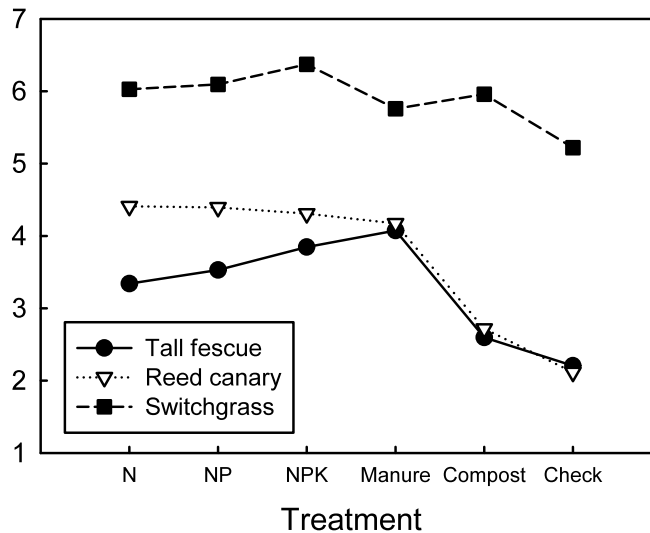 7
6
5
4
3
2
1
Tall fescue
Reed canary
Switchgrass
N NP NPK Manure Compost Check
Treatment